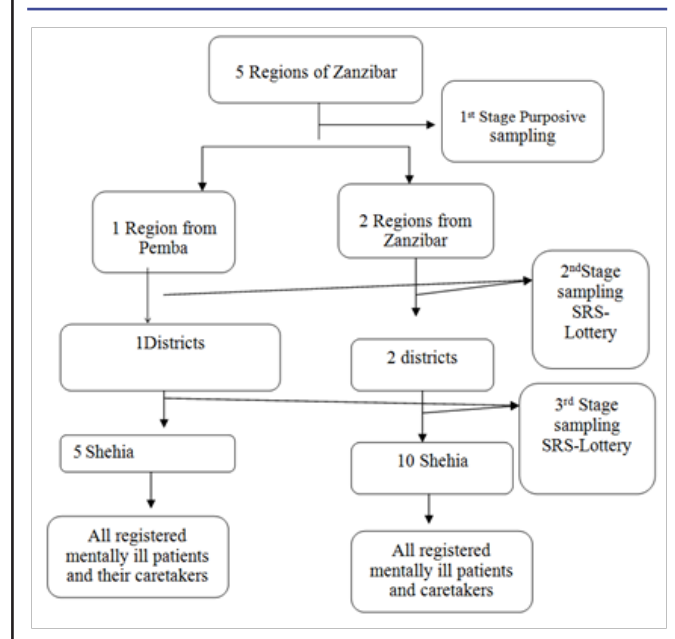 5 Regions of Zanzibar
1st Stage Purposive
sampling
1 Region from
Pemba
2 Regions from
Zanzibar
2ndStage
sampling
SRS-
Lottery
1Districts
2 districts
3rd Stage
sampling
SRS-Lottery
5 Shehia
10 Shehia
All registered
mentally ill patients
and their caretakers
All registered
mentally ill patients
and caretakers